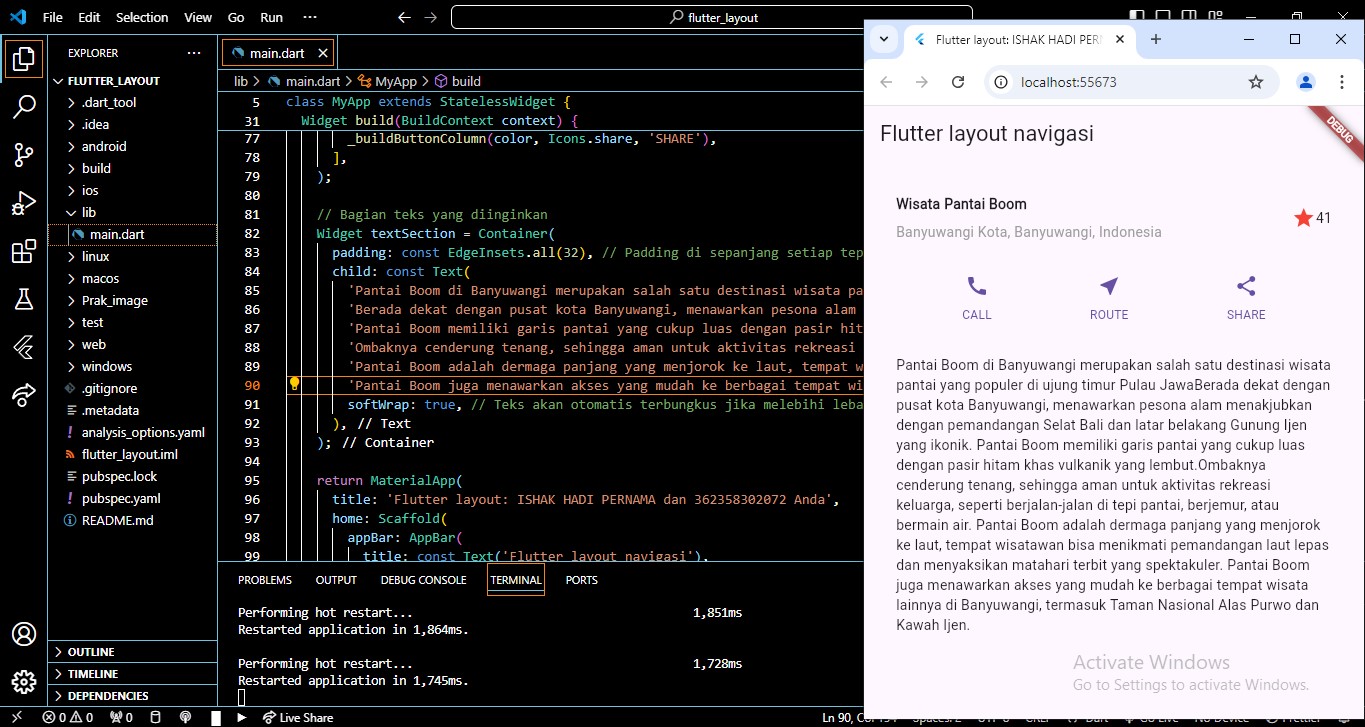 File Edit Selection View Go Run ···
flutter_layout
EXPLORER ···
FLUTTER_LAYOUT
.dart_tool
.idea
android
build
ios
lib
main.dart
linux
macos
Prak_image
test
web
windows
.gitignore
.metadata
! analysis_options.yaml
flutter_layout.iml
pubspec.lock
! pubspec.yaml
README.md
OUTLINE
TIMELINE
DEPENDENCIES
main.dart
lib > main.dart > MyApp > build
5 class MyApp extends StatelessWidget {
31 Widget build(BuildContext context) {
77 _buildButtonColumn(color, Icons.share, 'SHARE'),
78 ],
79 );
80
81 // Bagian teks yang diinginkan
82 Widget textSection = Container(
83 padding: const EdgeInsets.all(32), // Padding di sepanjang setiap tep
84 child: const Text(
85 'Pantai Boom di Banyuwangi merupakan salah satu destinasi wisata pa
86 'Berada dekat dengan pusat kota Banyuwangi, menawarkan pesona alam
87 'Pantai Boom memiliki garis pantai yang cukup luas dengan pasir hit
88 'Ombaknya cenderung tenang, sehingga aman untuk aktivitas rekreasi
89 'Pantai Boom adalah dermaga panjang yang menjorok ke laut, tempat w
90 'Pantai Boom juga menawarkan akses yang mudah ke berbagai tempat wi
91 softWrap: true, // Teks akan otomatis terbungkus jika melebihi leba
92 ), // Text
93 ); // Container
94
95 return MaterialApp(
96 title: 'Flutter layout: ISHAK HADI PERNAMA dan 362358302072 Anda',
97 home: Scaffold(
98 appBar: AppBar(
99 title: const Text('Flutter layout navigasi'),
PROBLEMS OUTPUT DEBUG CONSOLE TERMINAL PORTS
Performing hot restart... 1,851ms
Restarted application in 1,864ms.
Performing hot restart... 1,728ms
Restarted application in 1,745ms.
0 0 0 Live Share
Ln 90,
Flutter layout: ISHAK HADI PERN
localhost:55673
DEBUG
Flutter layout navigasi
Wisata Pantai Boom
Banyuwangi Kota, Banyuwangi, Indonesia
41
CALL ROUTE SHARE
Pantai Boom di Banyuwangi merupakan salah satu destinasi wisata
pantai yang populer di ujung timur Pulau JawaBerada dekat dengan
pusat kota Banyuwangi, menawarkan pesona alam menakjubkan
dengan pemandangan Selat Bali dan latar belakang Gunung Ijen
yang ikonik. Pantai Boom memiliki garis pantai yang cukup luas
dengan pasir hitam khas vulkanik yang lembut.Ombaknya
cenderung tenang, sehingga aman untuk aktivitas rekreasi
keluarga, seperti berjalan-jalan di tepi pantai, berjemur, atau
bermain air. Pantai Boom adalah dermaga panjang yang menjorok
ke laut, tempat wisatawan bisa menikmati pemandangan laut lepas
dan menyaksikan matahari terbit yang spektakuler. Pantai Boom
juga menawarkan akses yang mudah ke berbagai tempat wisata
lainnya di Banyuwangi, termasuk Taman Nasional Alas Purwo dan
Kawah Ijen.
Activate Windows
Go to Settings to activate Windows.